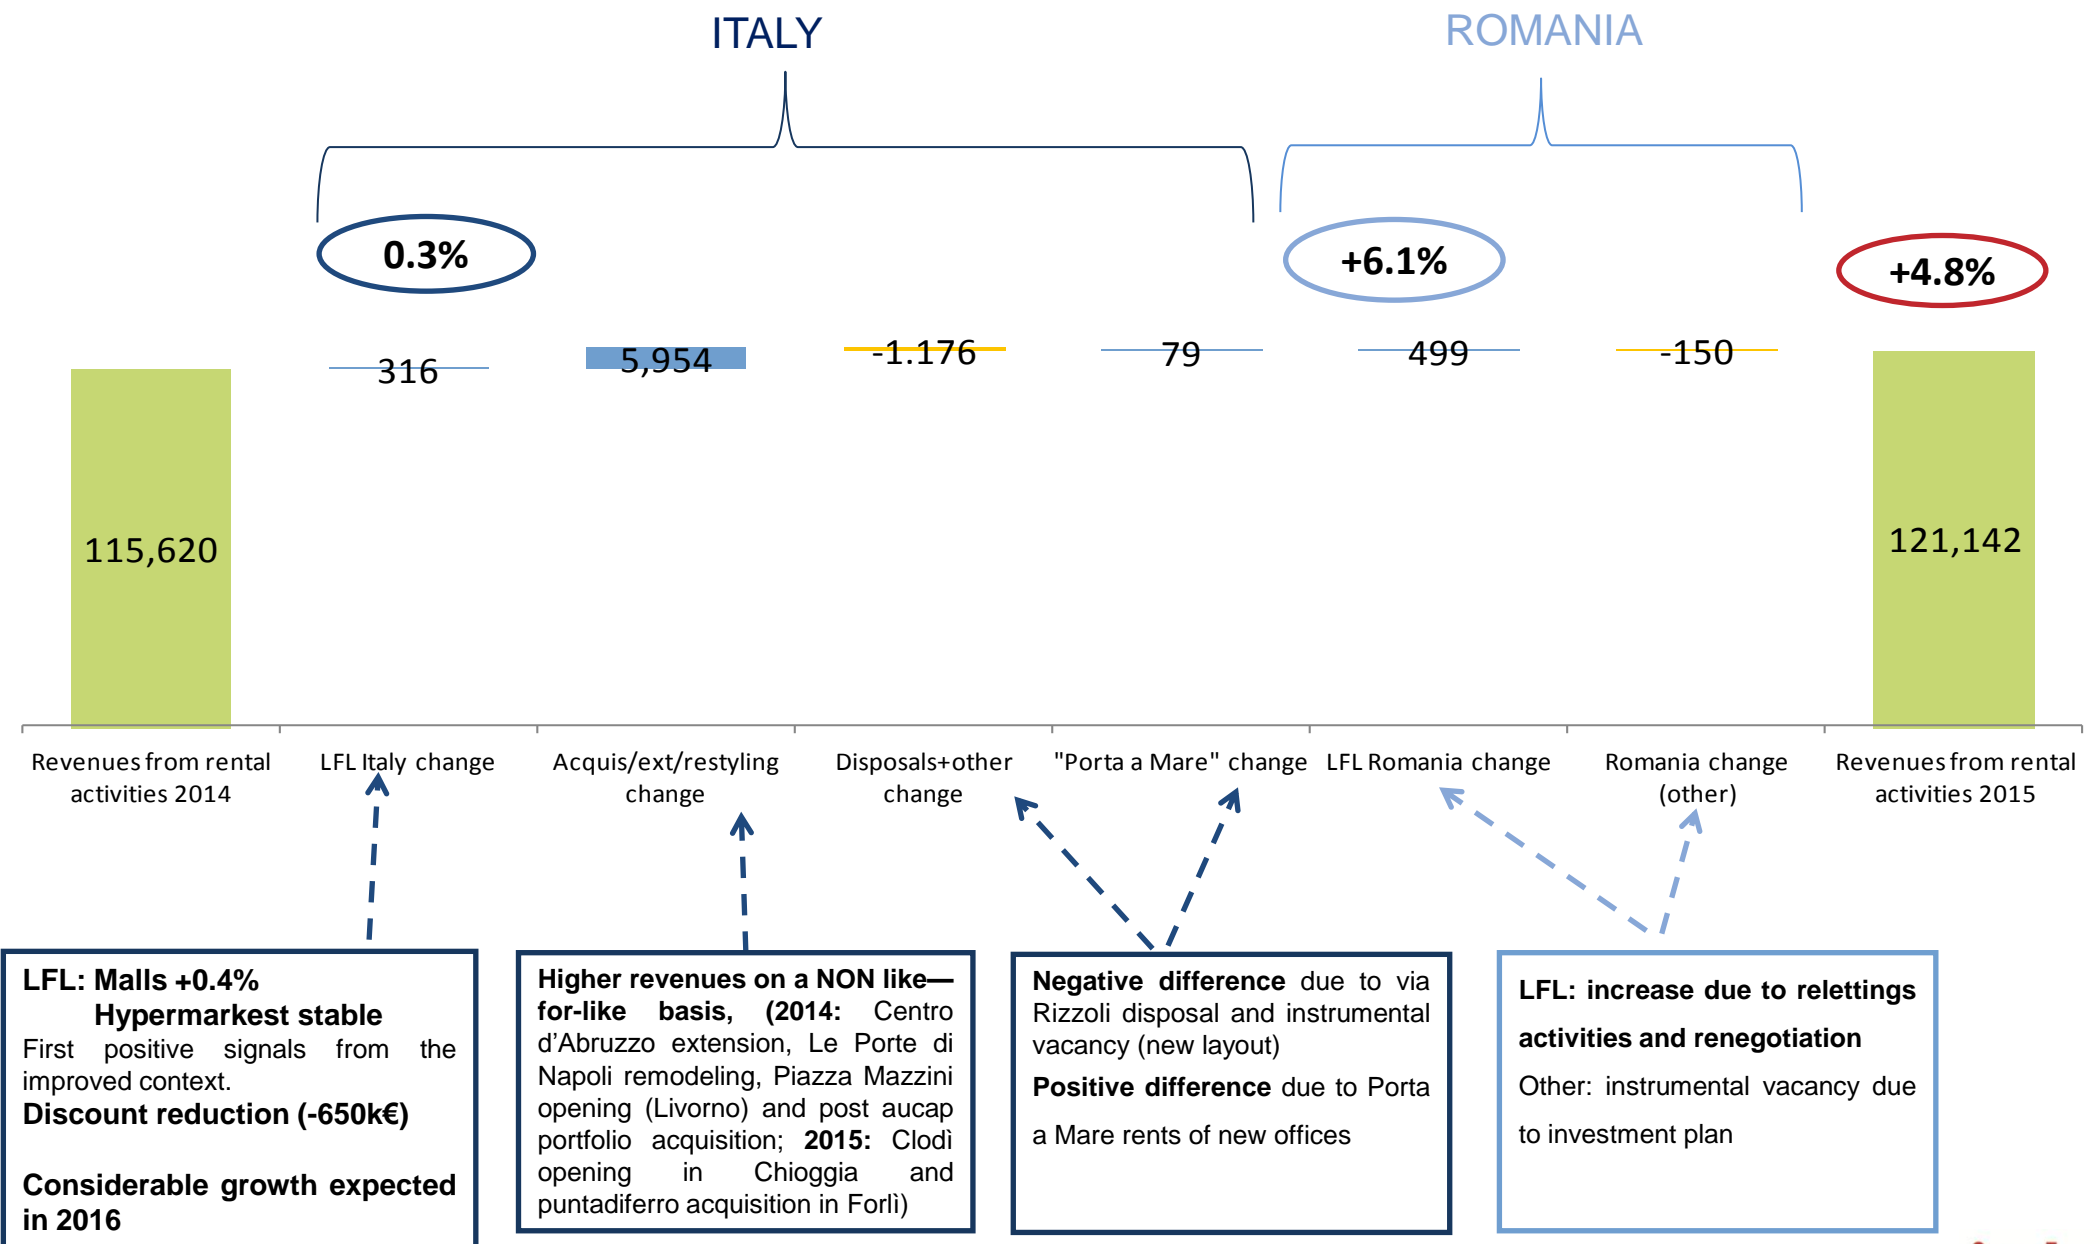 ITALY
ROMANIA
0.3%
+6.1%
+4.8%
115,620
316
5,954
-1.176
79
499
-150
121,142
Revenues from rental
activities 2014
LFL Italy change
Acquis/ext/restyling
change
Disposals+other
change
"Porta a Mare" change
LFL Romania change
Romania change
(other)
Revenues from rental
activities 2015
LFL: Malls +0.4%
Hypermarkest stable
First positive signals from the
improved context.
Discount reduction (-650k€)
Considerable growth expected
in 2016
Higher revenues on a NON like—
for-like basis, (2014: Centro
d’Abruzzo extension, Le Porte di
Napoli remodeling, Piazza Mazzini
opening (Livorno) and post aucap
portfolio acquisition; 2015: Clodì
opening in Chioggia and
puntadiferro acquisition in Forlì)
Negative difference due to via
Rizzoli disposal and instrumental
vacancy (new layout)
Positive difference due to Porta
a Mare rents of new offices
LFL: increase due to relettings
activities and renegotiation
Other: instrumental vacancy due
to investment plan